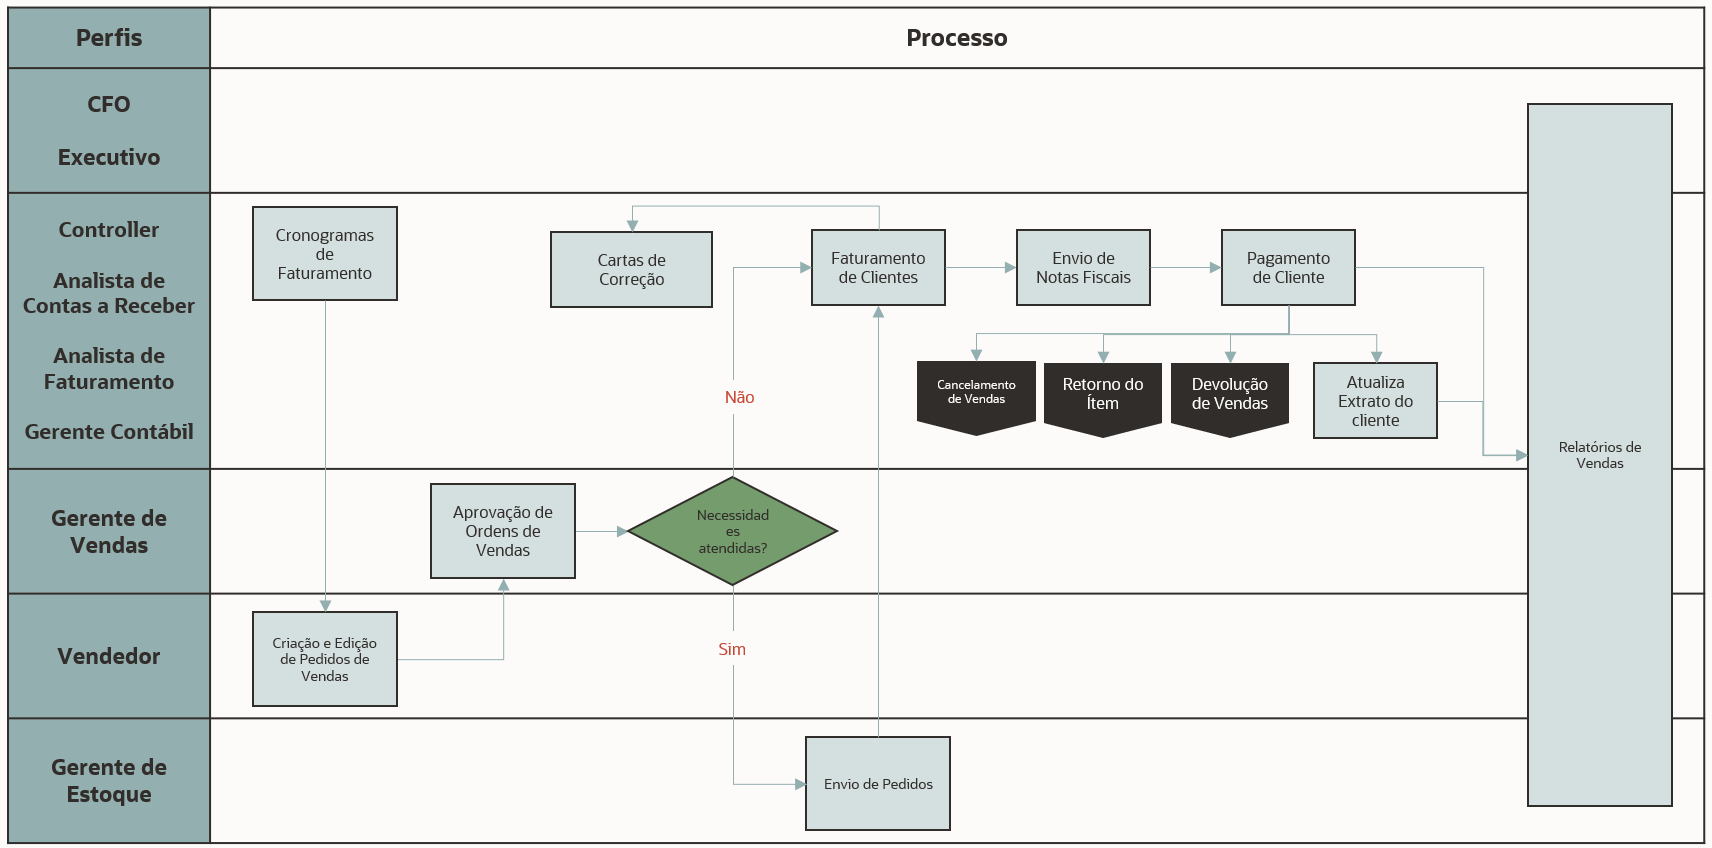 Perfis
Processo
CFO
Executivo
Controller
Analista de
Contas a Receber
Analista de
Faturamento
Gerente Contábil
Cronogramas
de
Faturamento
Cartas de
Correção
Faturamento
de Clientes
Envio de
Notas Fiscais
Pagamento
de Cliente
Não
Cancelamento
de Vendas
Retorno do
Ítem
Devolução
de Vendas
Atualiza
Extrato do
cliente
Relatórios de
Vendas
Gerente de
Vendas
Aprovação de
Ordens de
Vendas
Necessidad
es
atendidas?
Vendedor
Criação e Edição
de Pedidos de
Vendas
Sim
Gerente de
Estoque
Envio de Pedidos